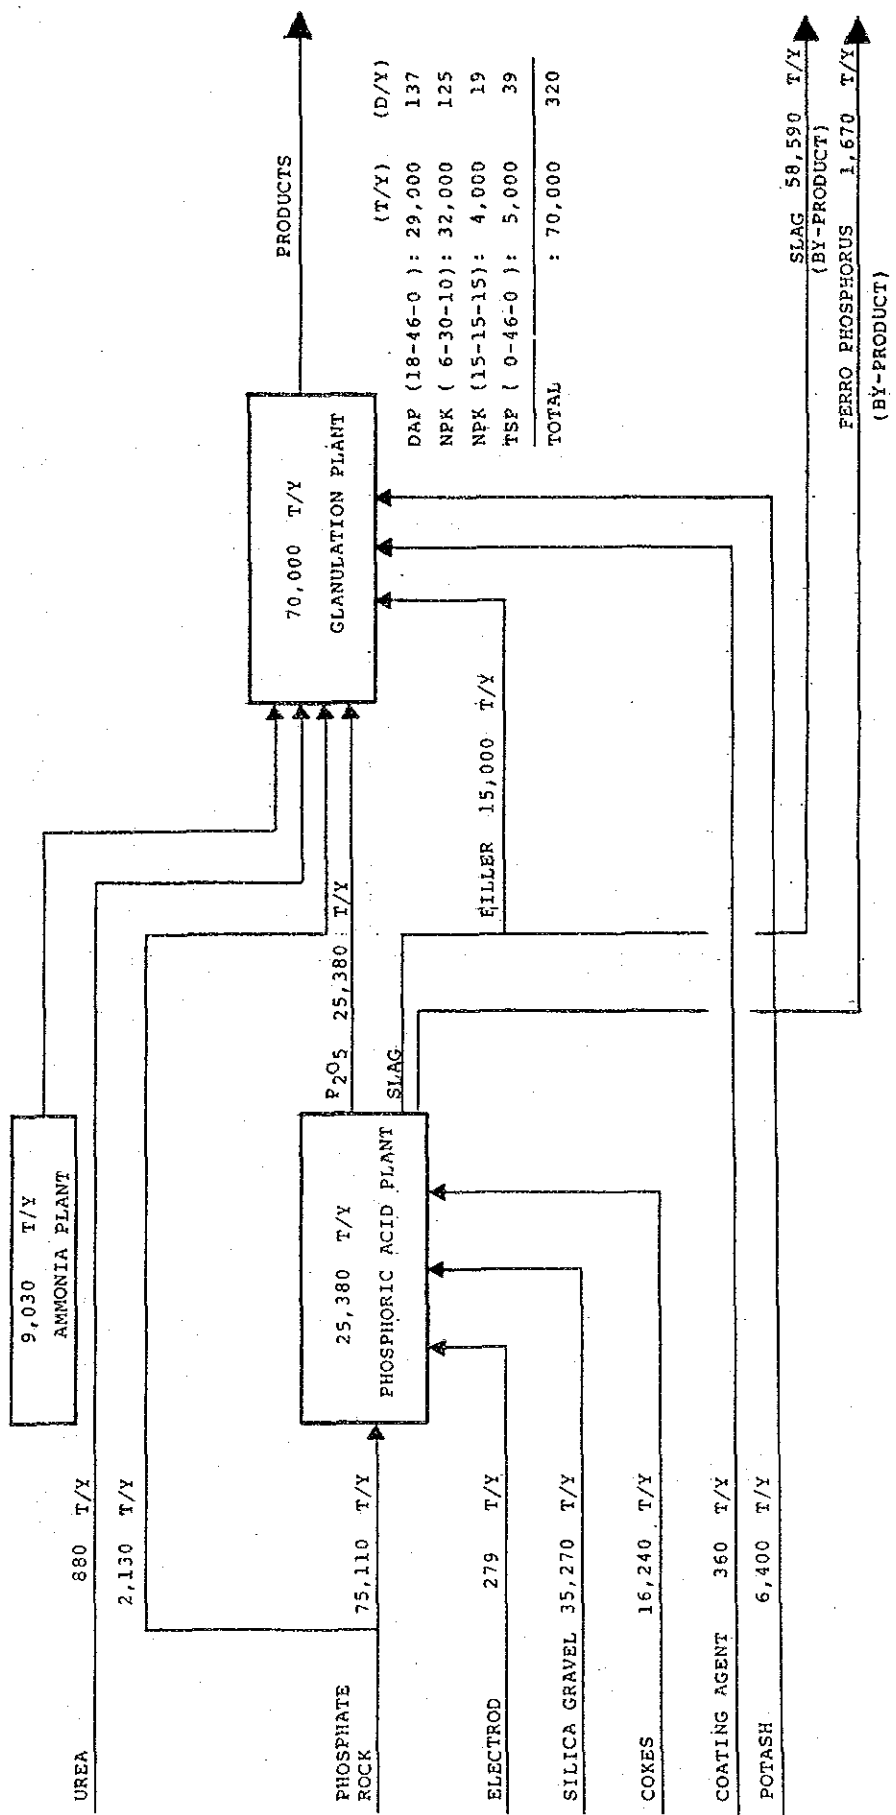 9,030 T/Y
AMMONIA PLANT
UREA 880 T/Y
2,130 T/Y
PHOSPHATE
ROCK 75,110 T/Y
25,380 T/Y
PHOSPHORIC ACID PLANT
P2O5 25,380 T/Y
SLAG
ELECTROD 279 T/Y
SILICA GRAVEL 35,270 T/Y
COKES 16,240 T/Y
COATING AGENT 360 T/Y
POTASH 6,400 T/Y
FILLER 15,000 T/Y
70,000 T/Y
GLANULATION PLANT
PRODUCTS
(T/Y) (D/Y)
DAP (18-46-0 ): 29,000 137
NPK ( 6-30-10): 32,000 125
NPK (15-15-15): 4,000 19
TSP ( 0-46-0 ): 5,000 39
TOTAL : 70,000 320
SLAG 58,590 T/Y
(BY-PRODUCT)
FERRO PHOSPHORUS 1,670 T/Y
(BY-PRODUCT)